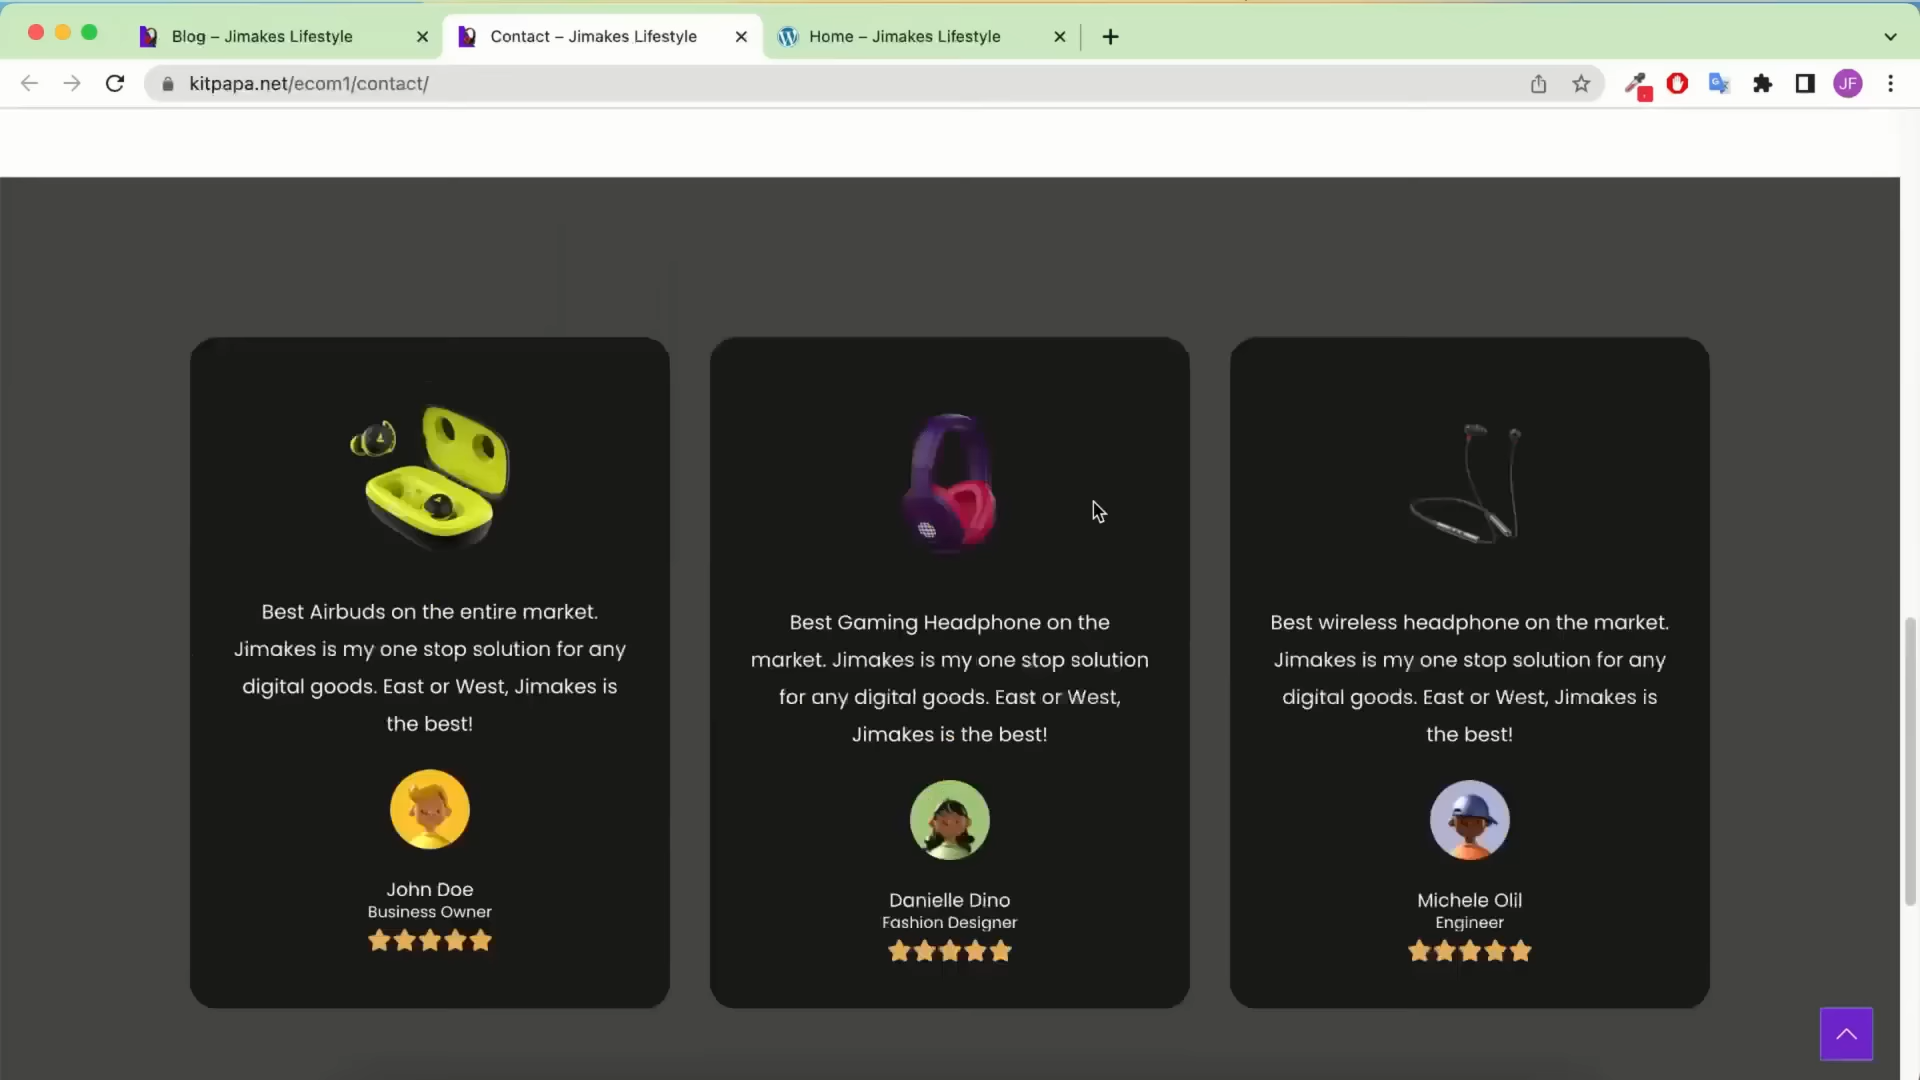 Blog – Jimakes Lifestyle
Contact – Jimakes Lifestyle
Home – Jimakes Lifestyle
kitpapa.net/ecom1/contact/
JF
Best Airbuds on the entire market.
Jimakes is my one stop solution for any
digital goods. East or West, Jimakes is
the best!
John Doe
Business Owner
Best Gaming Headphone on the
market. Jimakes is my one stop solution
for any digital goods. East or West,
Jimakes is the best!
Danielle Dino
Fashion Designer
Best wireless headphone on the market.
Jimakes is my one stop solution for any
digital goods. East or West, Jimakes is
the best!
Michele Olil
Engineer